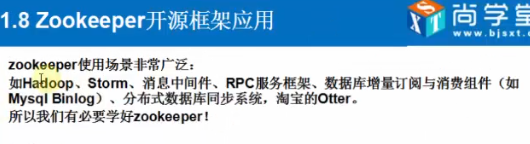 1.8 Zookeeper开源框架应用
尚学堂
www.bjsxt.com
zookeeper使用场景非常广泛:
如Hadoop、Storm、消息中间件、RPC服务框架、数据库增量订阅与消费组件(如
Mysql Binlog)、分布式数据库同步系统,淘宝的Otter。
所以我们有必要学好zookeeper!